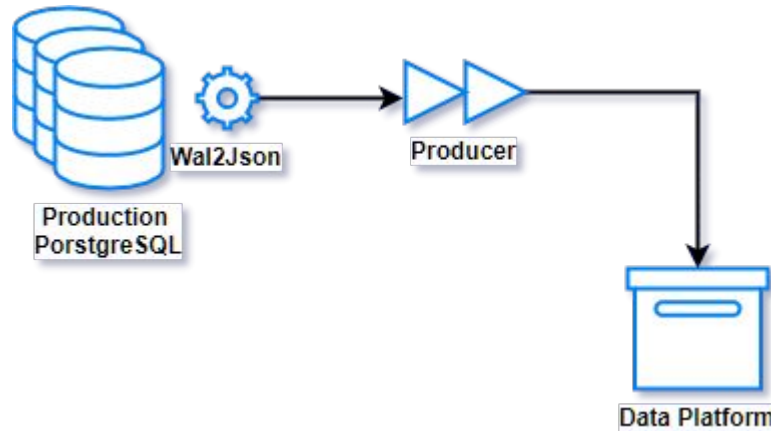 Wal2Json
Producer
Production
PorstgreSQL
Data Platform